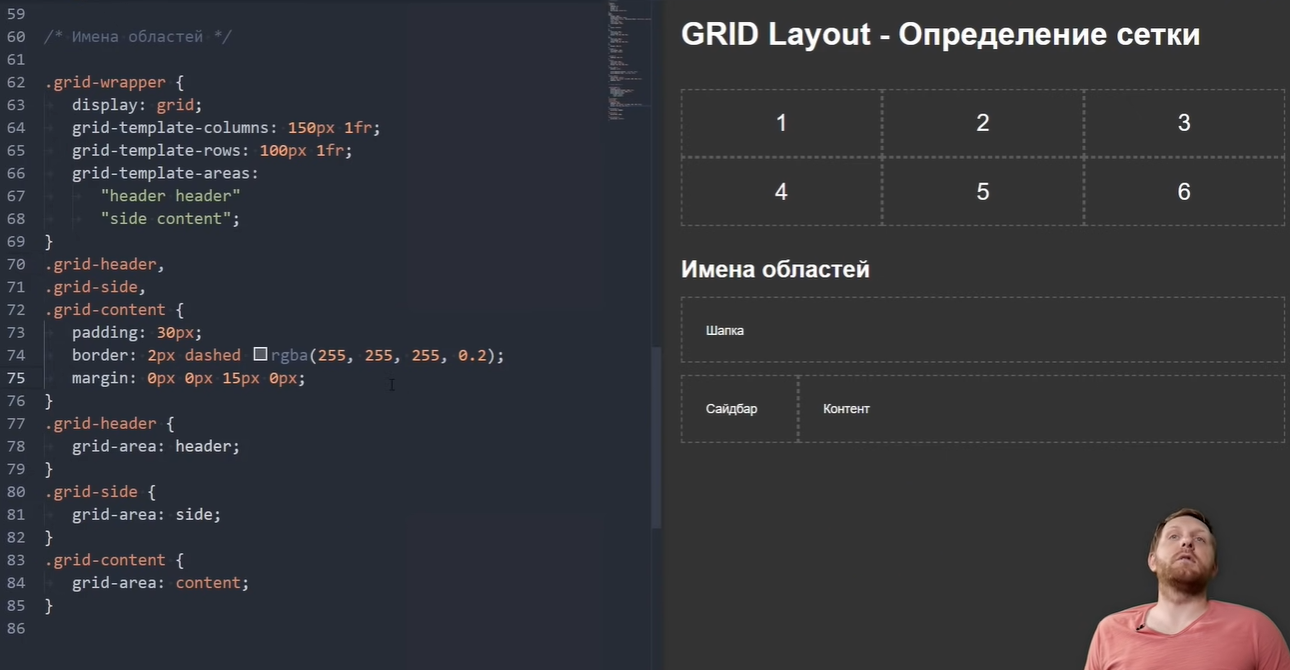 59
60 /* Имена областей */
61
62 .grid-wrapper {
63 display: grid;
64 grid-template-columns: 150px 1fr;
65 grid-template-rows: 100px 1fr;
66 grid-template-areas:
67 "header header"
68 "side content";
69 }
70 .grid-header,
71 .grid-side,
72 .grid-content {
73 padding: 30px;
74 border: 2px dashed rgba(255, 255, 255, 0.2);
75 margin: 0px 0px 15px 0px;
76 }
77 .grid-header {
78 grid-area: header;
79 }
80 .grid-side {
81 grid-area: side;
82 }
83 .grid-content {
84 grid-area: content;
85 }
86
GRID Layout - Определение сетки
1 2 3
4 5 6
Имена областей
Шапка
Сайдбар Контент